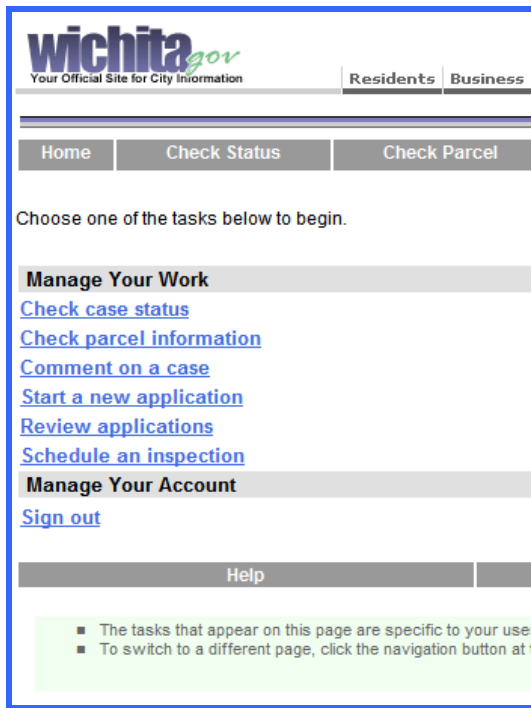 wichitagov
Your Official Site for City Information
Residents Business
Home Check Status Check Parcel
Choose one of the tasks below to begin.
Manage Your Work
Check case status
Check parcel information
Comment on a case
Start a new application
Review applications
Schedule an inspection
Manage Your Account
Sign out
Help
The tasks that appear on this page are specific to your use
To switch to a different page, click the navigation button at